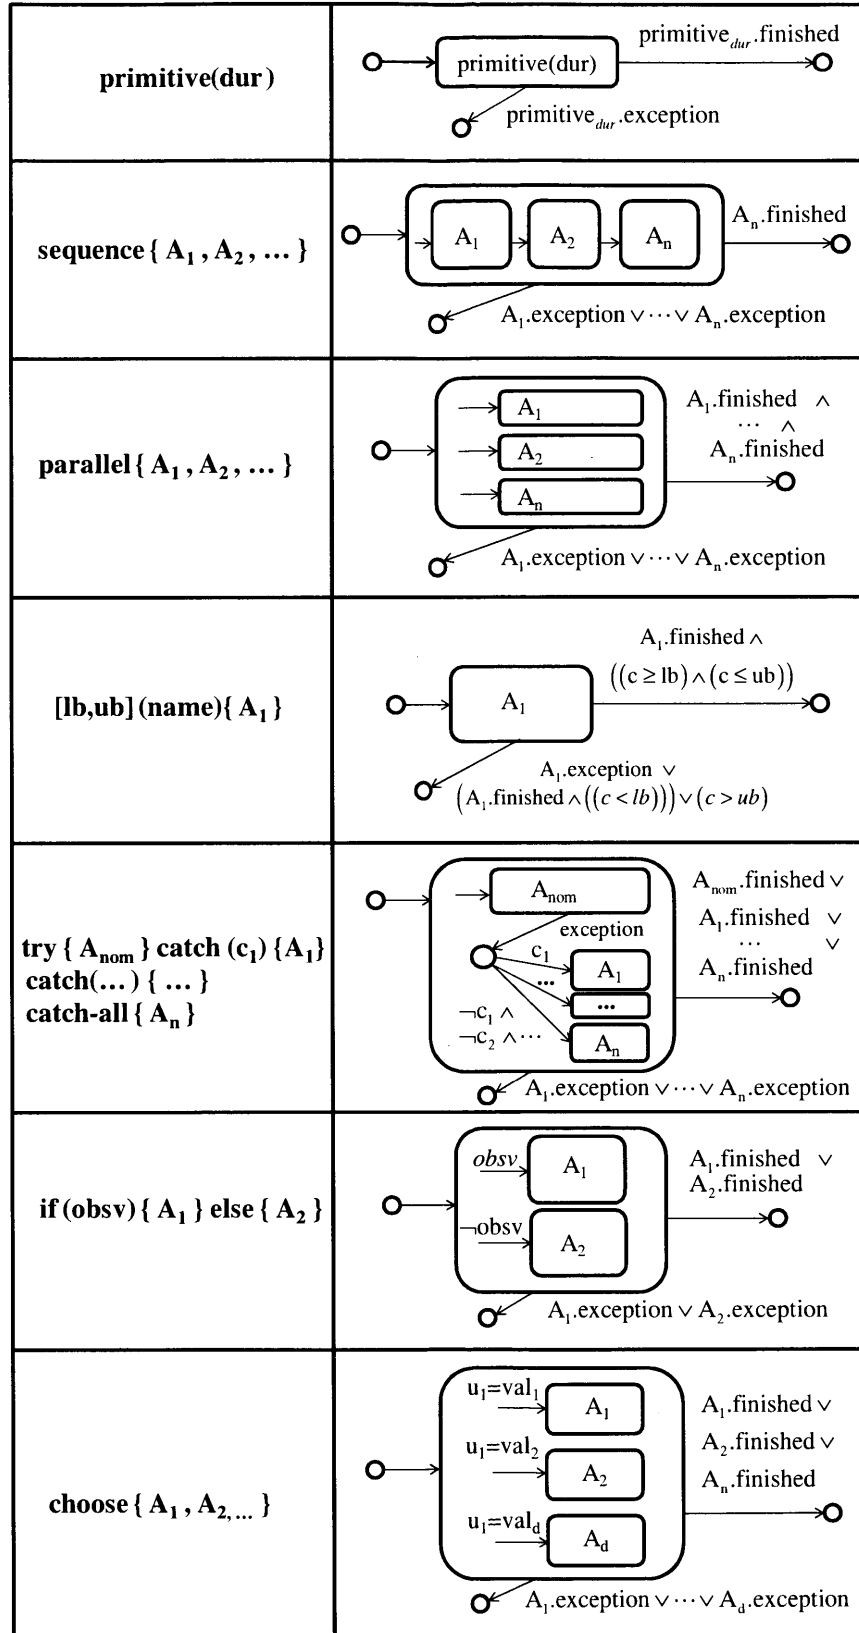 primitive(dur)
primitive(dur)
primitive_dur.finished
primitive_dur.exception
sequence { A₁ , A₂ , … }
A₁
A₂
Aₙ
Aₙ.finished
A₁.exception ∨ ⋯ ∨ Aₙ.exception
parallel { A₁ , A₂ , … }
A₁
A₂
Aₙ
A₁.finished ∧
⋯ ∧
Aₙ.finished
A₁.exception ∨ ⋯ ∨ Aₙ.exception
[lb,ub] (name){ A₁ }
A₁
A₁.finished ∧
((c ≥ lb) ∧ (c ≤ ub))
A₁.exception ∨
(A₁.finished ∧ ((c < lb))) ∨ (c > ub)
try { A_nom } catch (c₁) {A₁}
catch(…) { … }
catch-all { Aₙ }
A_nom
exception
c₁
A₁
...
...
¬c₁ ∧
¬c₂ ∧ ⋯
Aₙ
A_nom.finished ∨
A₁.finished ∨
⋯ ∨
Aₙ.finished
A₁.exception ∨ ⋯ ∨ Aₙ.exception
if (obsv) { A₁ } else { A₂ }
obsv
A₁
¬obsv
A₂
A₁.finished ∨
A₂.finished
A₁.exception ∨ A₂.exception
choose { A₁ , A₂, … }
u₁=val₁
A₁
u₁=val₂
A₂
u₁=val_d
A_d
A₁.finished ∨
A₂.finished ∨
Aₙ.finished
A₁.exception ∨ ⋯ ∨ A_d.exception